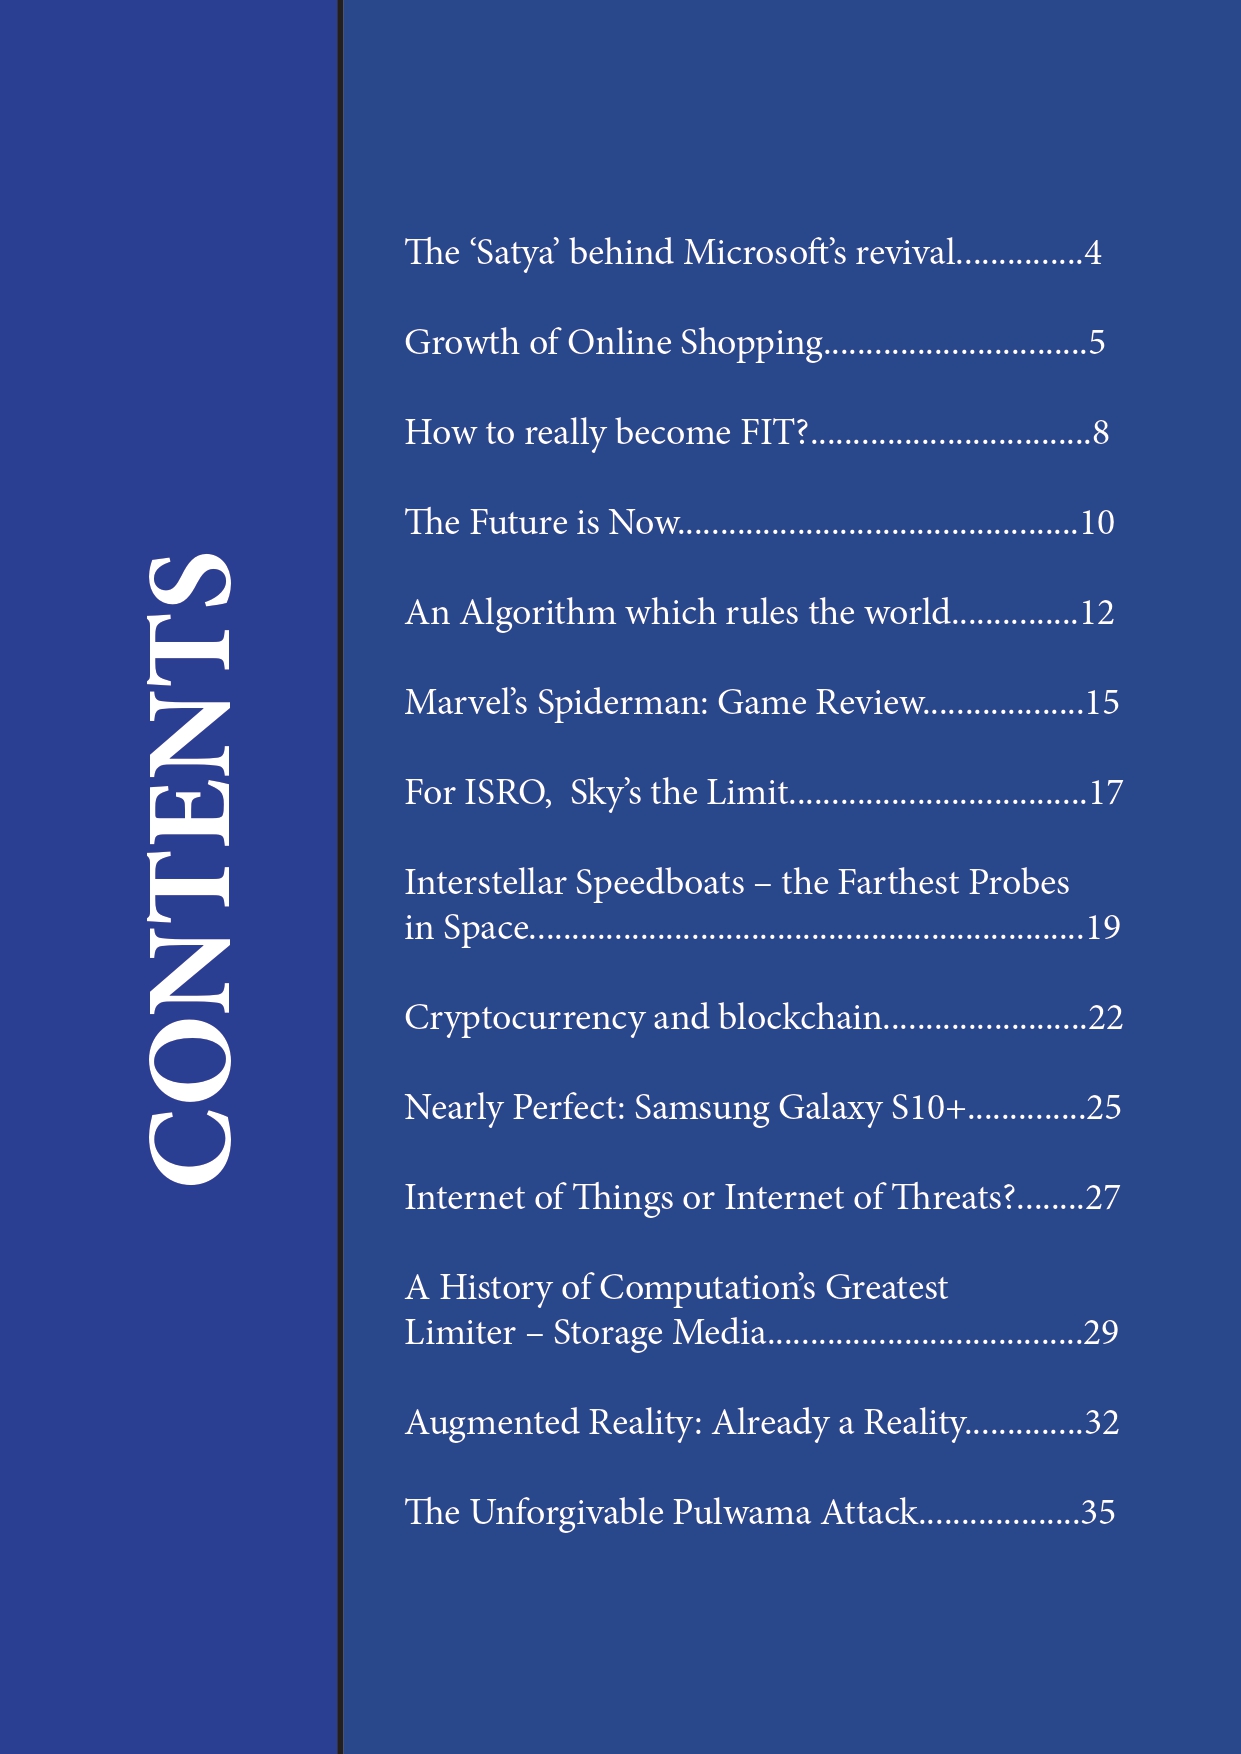 CONTENTS
The ‘Satya’ behind Microsoft’s revival...............4
Growth of Online Shopping...............................5
How to really become FIT?.................................8
The Future is Now...............................................10
An Algorithm which rules the world...............12
Marvel’s Spiderman: Game Review...................15
For ISRO,  Sky’s the Limit...................................17
Interstellar Speedboats – the Farthest Probes
in Space.................................................................19
Cryptocurrency and blockchain........................22
Nearly Perfect: Samsung Galaxy S10+..............25
Internet of Things or Internet of Threats?........27
A History of Computation’s Greatest
Limiter – Storage Media.....................................29
Augmented Reality: Already a Reality..............32
The Unforgivable Pulwama Attack...................35